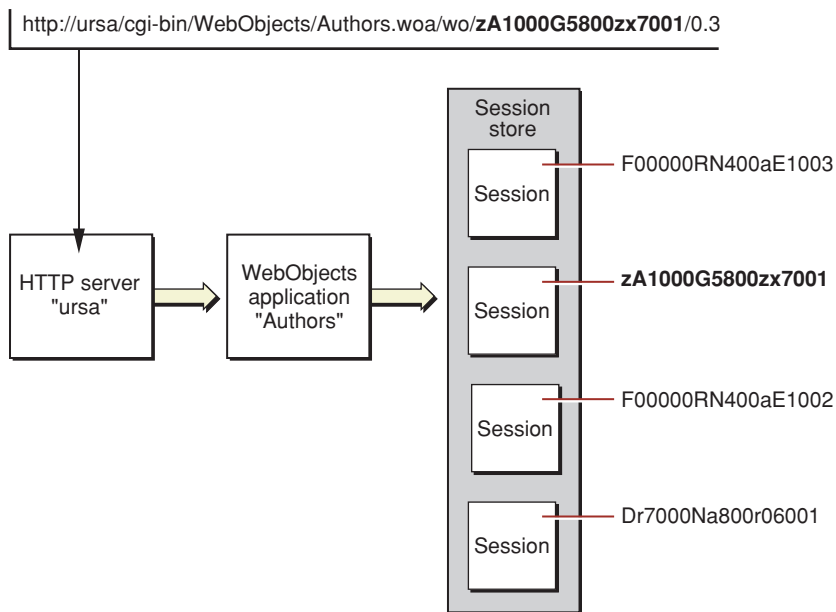 http://ursa/cgi-bin/WebObjects/Authors.woa/wo/zA1000G5800zx7001/0.3
HTTP server
"ursa"
WebObjects
application
"Authors"
Session
store
Session
F00000RN400aE1003
Session
zA1000G5800zx7001
Session
F00000RN400aE1002
Session
Dr7000Na800r06001